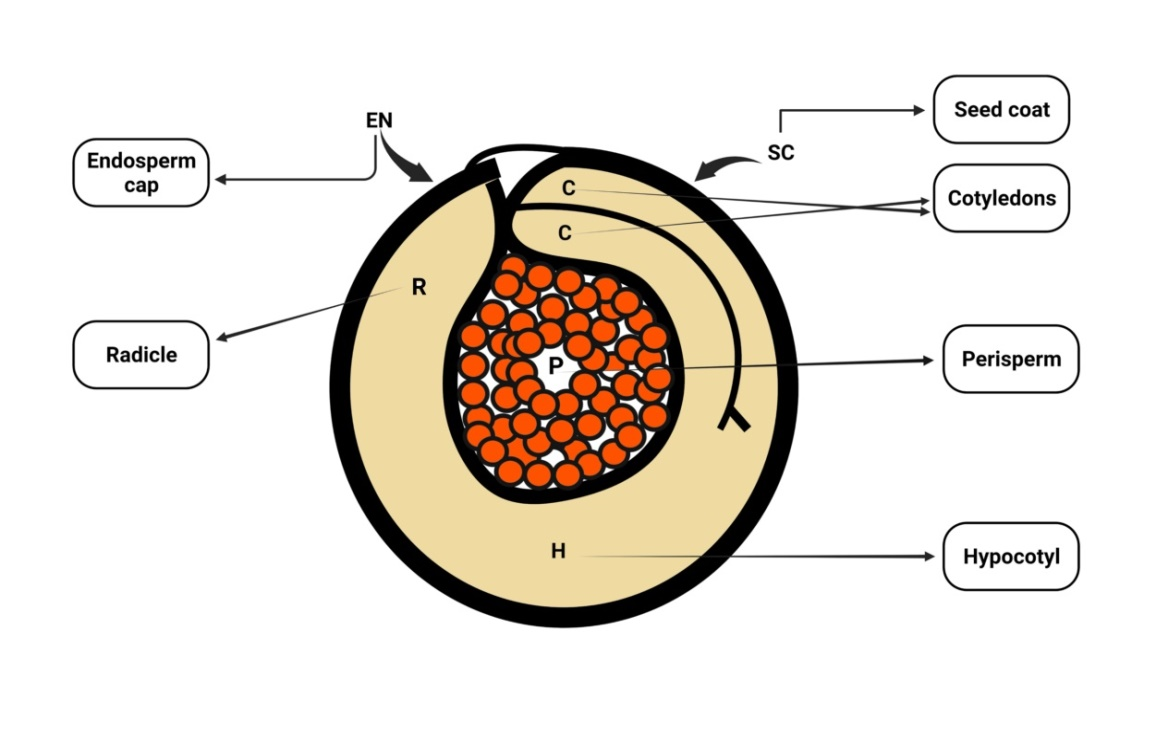 Seed coat
EN
SC
Endosperm
cap
C
Cotyledons
C
R
Radicle
P
Perisperm
H
Hypocotyl